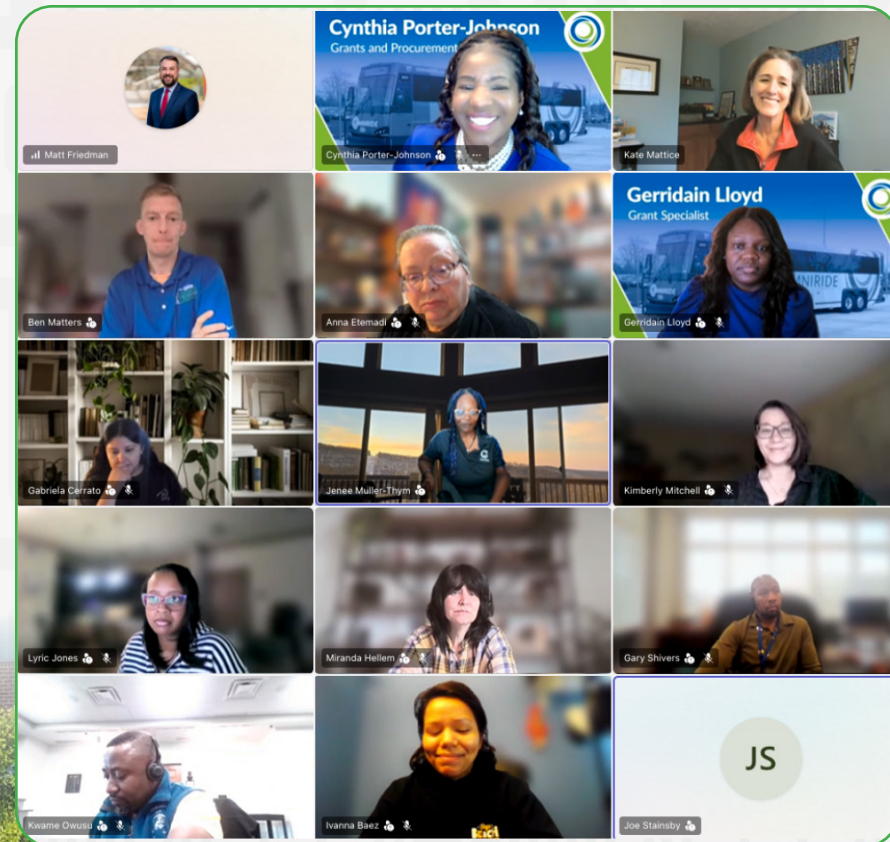 Matt Friedman
Cynthia Porter-Johnson
Grants and Procurement
Cynthia Porter-Johnson
Kate Mattice
Ben Matters
Anna Etemadi
Gerridain Lloyd
Grant Specialist
NIRIDE
Gerridain Lloyd
Gabriela Cerrato
Jenee Muller-Thym
Kimberly Mitchell
Lyric Jones
Miranda Hellem
Gary Shivers
Kwame Owusu
Ivanna Baez
JS
Joe Stainsby